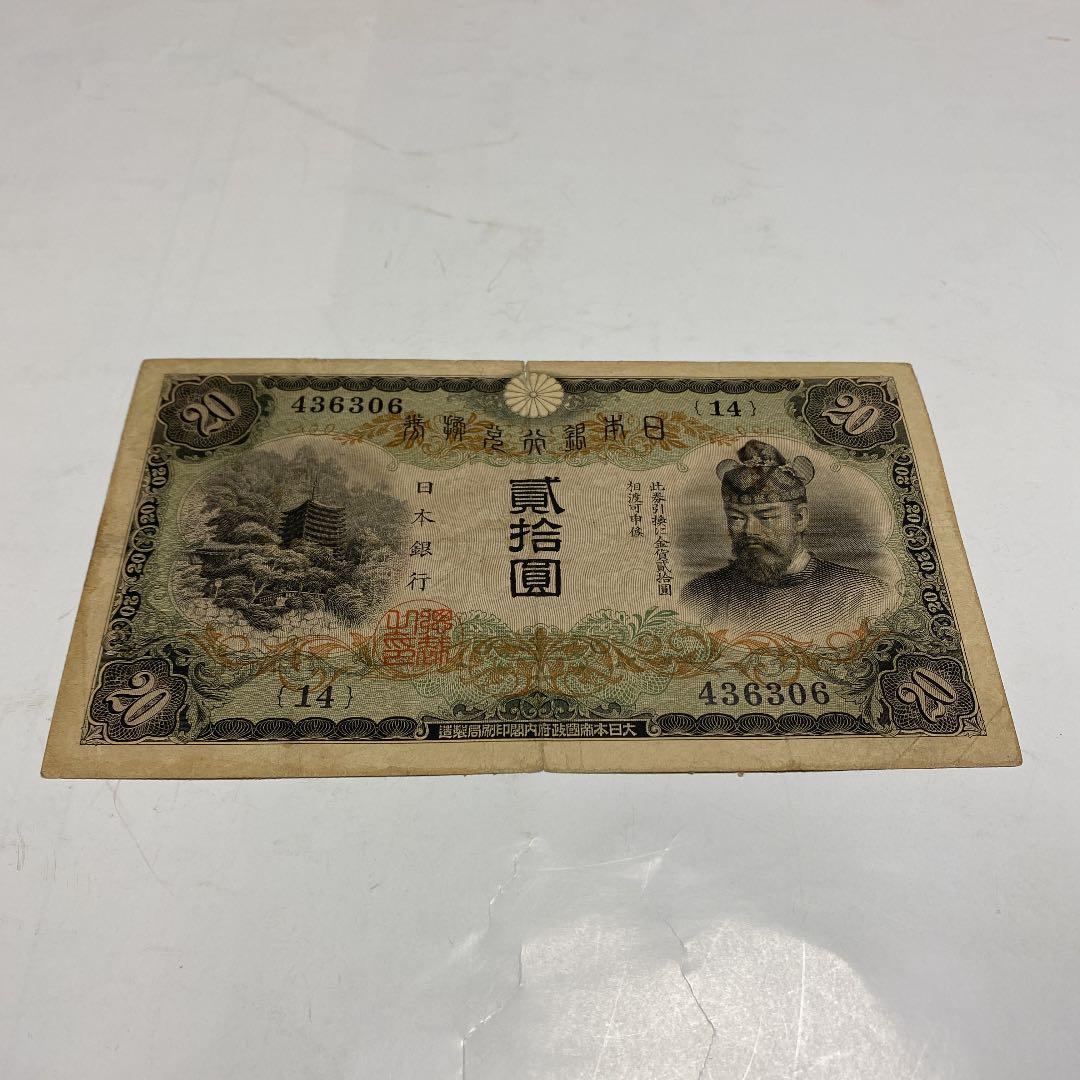 20
436306
{14}
20
日本銀行兌換券
日本銀行
貳拾圓
此券引換に金貨貳拾圓
相渡可申候
20
{14}
436306
20
大日本帝國政府内閣印刷局製造